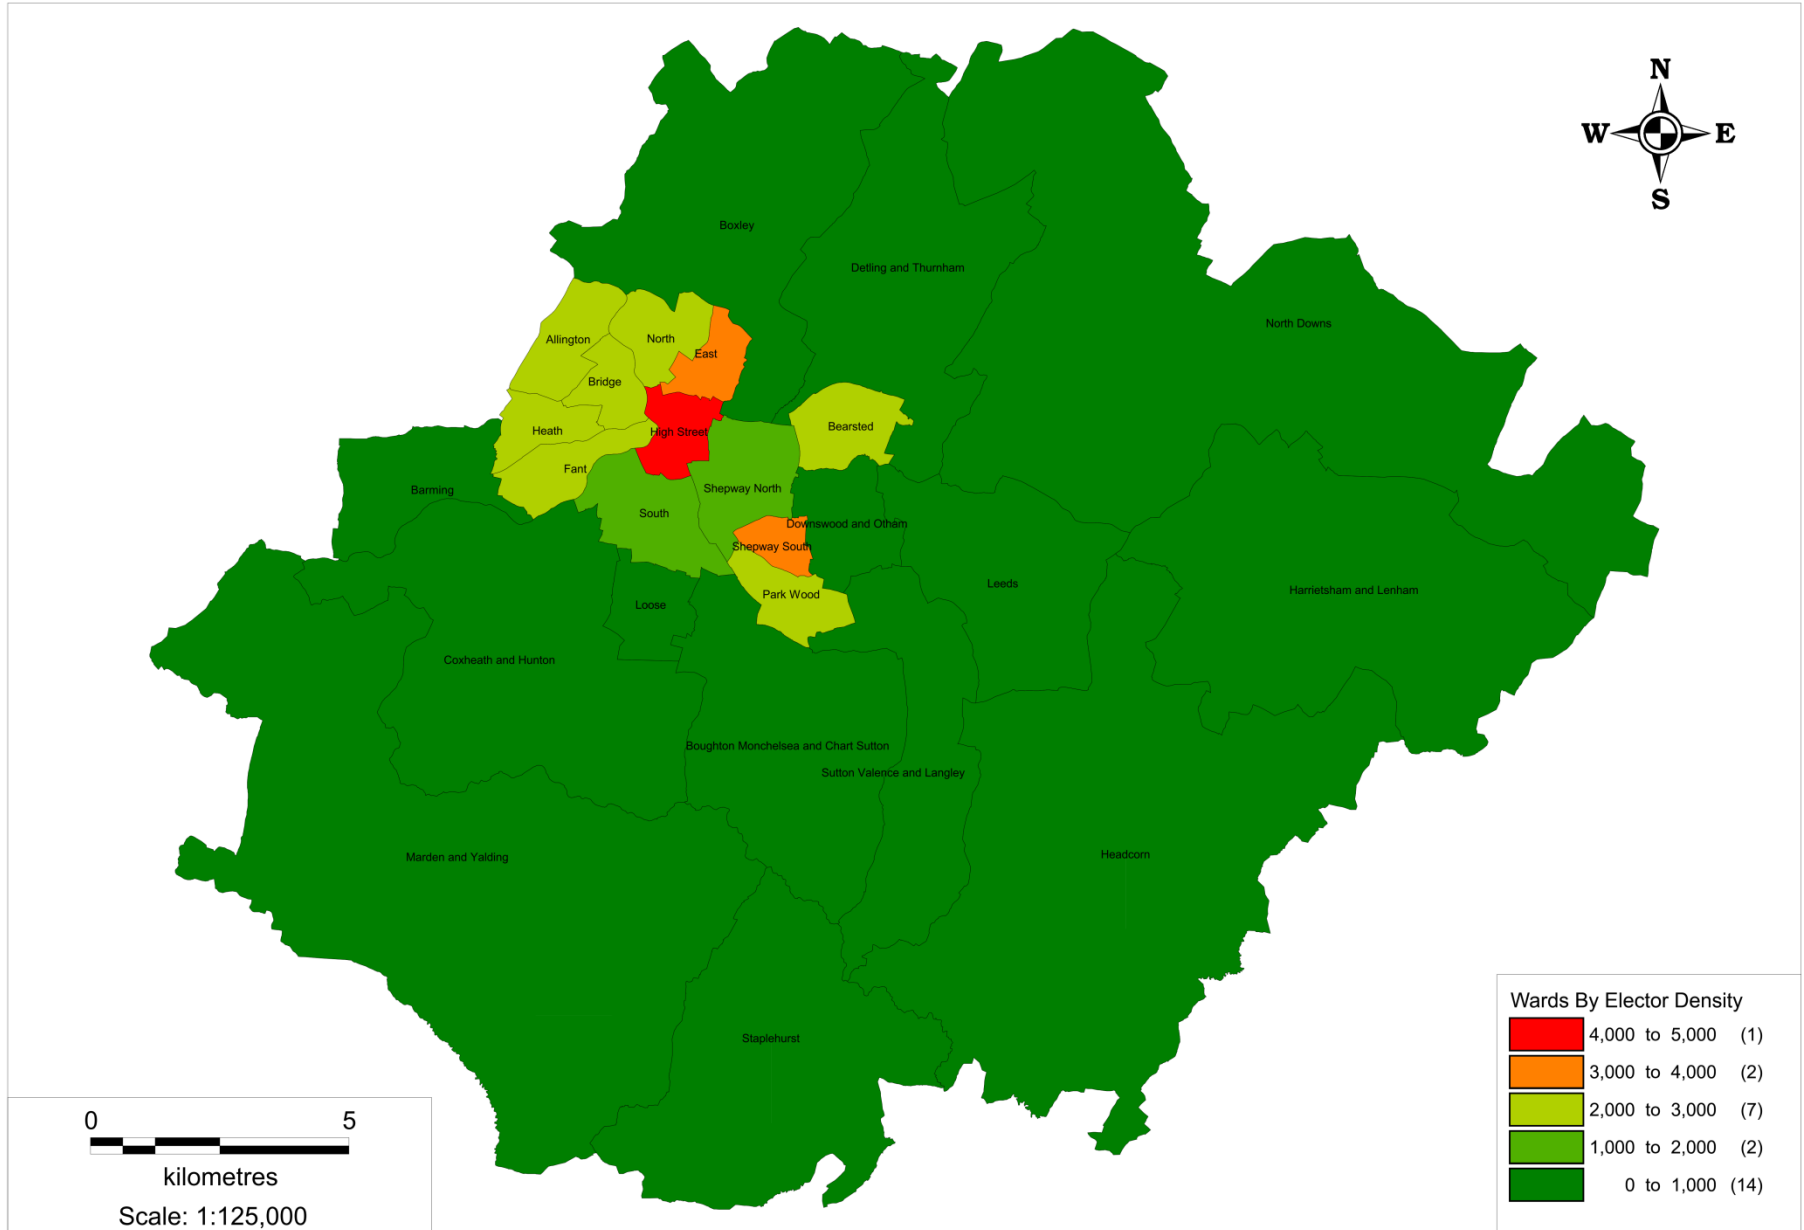 N
W E
S
Boxley
Detling and Thurnham
North Downs
Allington
North
East
Bridge
Bearsted
Heath
High Street
Fant
Barming
Shepway North
South
Downswood and Otham
Shepway South
Leeds
Harrietsham and Lenham
Park Wood
Loose
Coxheath and Hunton
Boughton Monchelsea and Chart Sutton
Sutton Valence and Langley
Marden and Yalding
Headcorn
Staplehurst
Wards By Elector Density
4,000 to 5,000 (1)
3,000 to 4,000 (2)
2,000 to 3,000 (7)
1,000 to 2,000 (2)
0 to 1,000 (14)
0 5
kilometres
Scale: 1:125,000